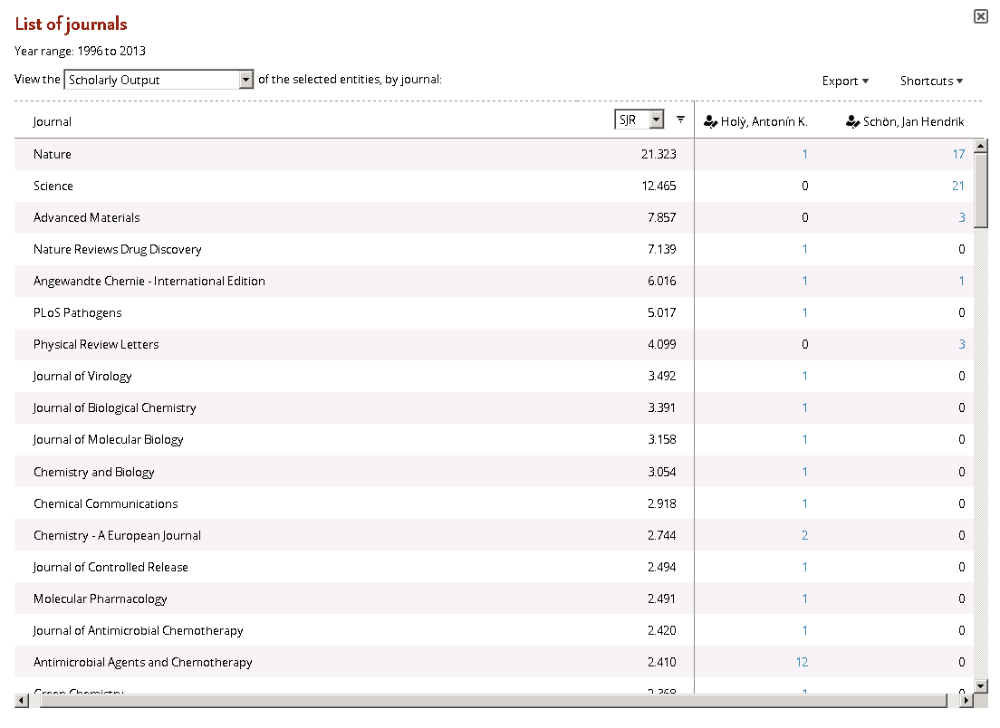 List of journals
Year range: 1996 to 2013
View the Scholarly Output of the selected entities, by journal:
Export Shortcuts
Journal SJR Holỳ, Antonín K. Schön, Jan Hendrik
Nature 21.323 1 17
Science 12.465 0 21
Advanced Materials 7.857 0 3
Nature Reviews Drug Discovery 7.139 1 0
Angewandte Chemie - International Edition 6.016 1 1
PLoS Pathogens 5.017 1 0
Physical Review Letters 4.099 0 3
Journal of Virology 3.492 1 0
Journal of Biological Chemistry 3.391 1 0
Journal of Molecular Biology 3.158 1 0
Chemistry and Biology 3.054 1 0
Chemical Communications 2.918 1 0
Chemistry - A European Journal 2.744 2 0
Journal of Controlled Release 2.494 1 0
Molecular Pharmacology 2.491 1 0
Journal of Antimicrobial Chemotherapy 2.420 1 0
Antimicrobial Agents and Chemotherapy 2.410 12 0
Green Chemistry 2.368 1 0